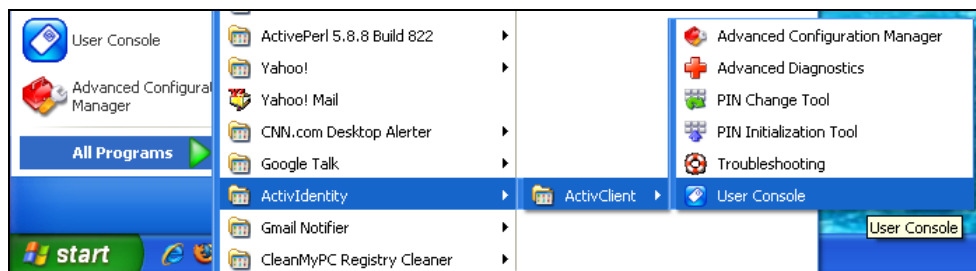 User Console
Advanced Configurat
Manager
All Programs
start
ActivePerl 5.8.8 Build 822
Yahoo!
Yahoo! Mail
CNN.com Desktop Alerter
Google Talk
ActivIdentity
Gmail Notifier
CleanMyPC Registry Cleaner
ActivClient
Advanced Configuration Manager
Advanced Diagnostics
PIN Change Tool
PIN Initialization Tool
Troubleshooting
User Console
User Console